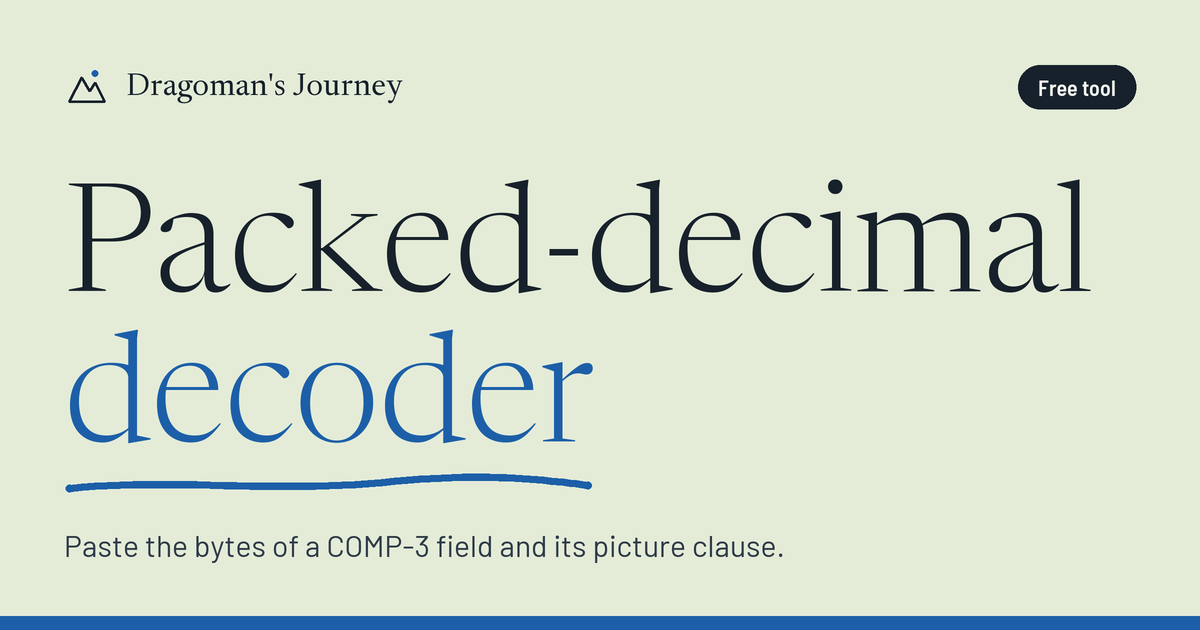 Dragoman's Journey
Free tool
Packed-decimal
decoder
Paste the bytes of a COMP-3 field and its picture clause.